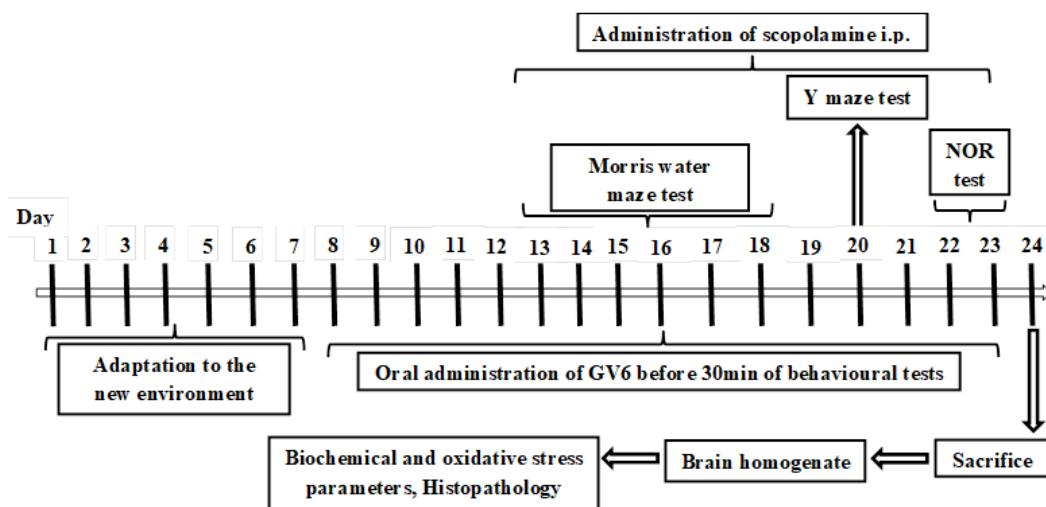 Administration of scopolamine i.p.
Y maze test
Morris water
maze test
NOR
test
Day
1 2 3 4 5 6 7 8 9 10 11 12 13 14 15 16 17 18 19 20 21 22 23 24
Adaptation to the
new environment
Oral administration of GV6 before 30min of behavioural tests
Biochemical and oxidative stress
parameters, Histopathology
Brain homogenate
Sacrifice